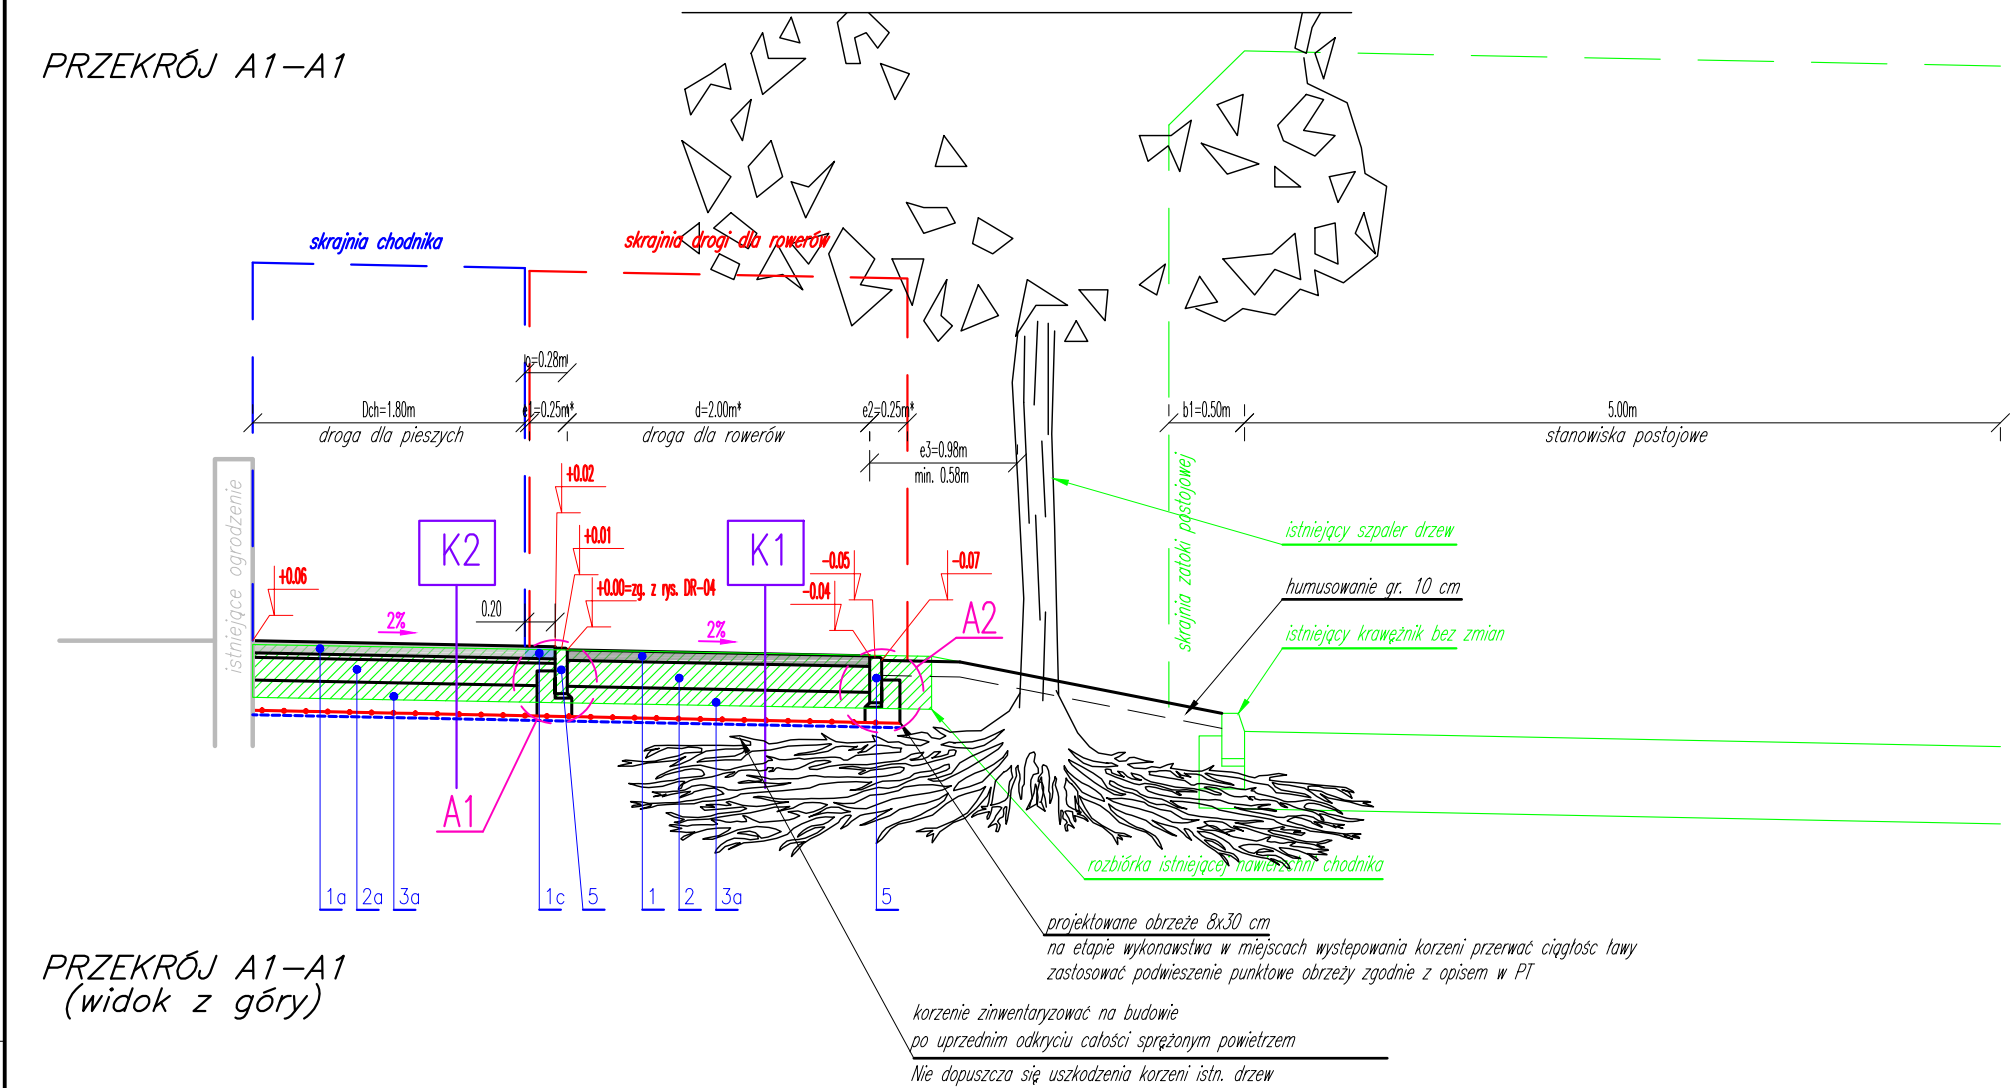 PRZEKRÓJ A1-A1
skrajnia chodnika
skrajnia drogi dla rowerów
p=0.28m
Dch=1.80m
e1=0.25m*
d=2.00m*
e2=0.25m*
b1=0.50m
5.00m
droga dla pieszych
droga dla rowerów
stanowiska postojowe
e3=0.98m
min. 0.58m
istniejące ogrodzenie
skrajnia zatoki postojowej
+0.02
+0.01
+0.00=zg. z rys. DR-04
+0.06
-0.05
-0.04
-0.07
K2
K1
0.20
2%
2%
A2
A1
istniejący szpaler drzew
humusowanie gr. 10 cm
istniejący krawężnik bez zmian
rozbiórka istniejącej nawierzchni chodnika
1a
2a
3a
1c
5
1
2
3a
5
projektowane obrzeże 8x30 cm
na etapie wykonawstwa w miejscach wystepowania korzeni przerwać ciągłośc ławy
zastosować podwieszenie punktowe obrzeży zgodnie z opisem w PT
PRZEKRÓJ A1-A1
(widok z góry)
korzenie zinwentaryzować na budowie
po uprzednim odkryciu całości sprężonym powietrzem
Nie dopuszcza się uszkodzenia korzeni istn. drzew